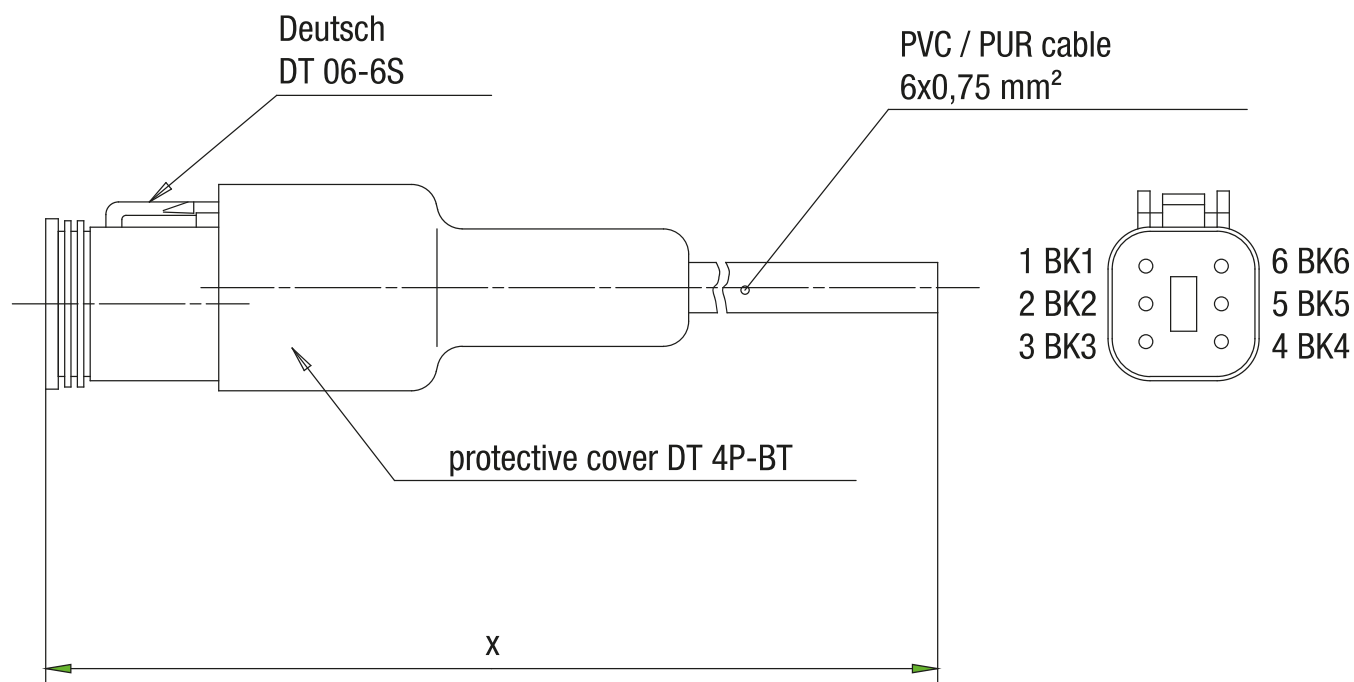 Deutsch
DT 06-6S
PVC / PUR cable
6x0,75 mm²
1 BK1
2 BK2
3 BK3
6 BK6
5 BK5
4 BK4
protective cover DT 4P-BT
x